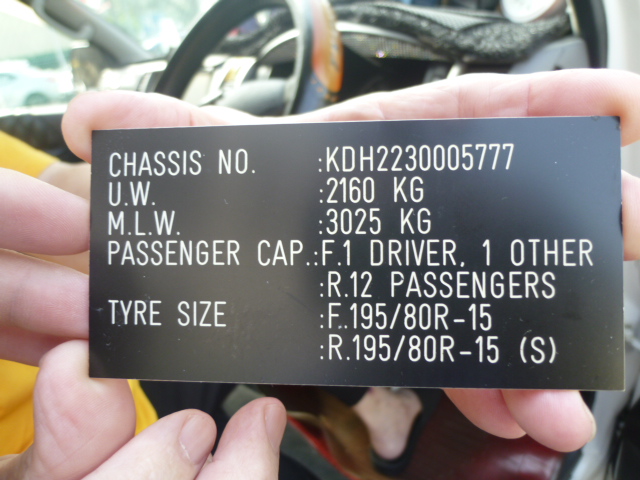 CHASSIS NO. :KDH2230005777
U.W. :2160 KG
M.L.W. :3025 KG
PASSENGER CAP.:F.1 DRIVER, 1 OTHER
:R.12 PASSENGERS
TYRE SIZE :F.195/80R-15
:R.195/80R-15 (S)